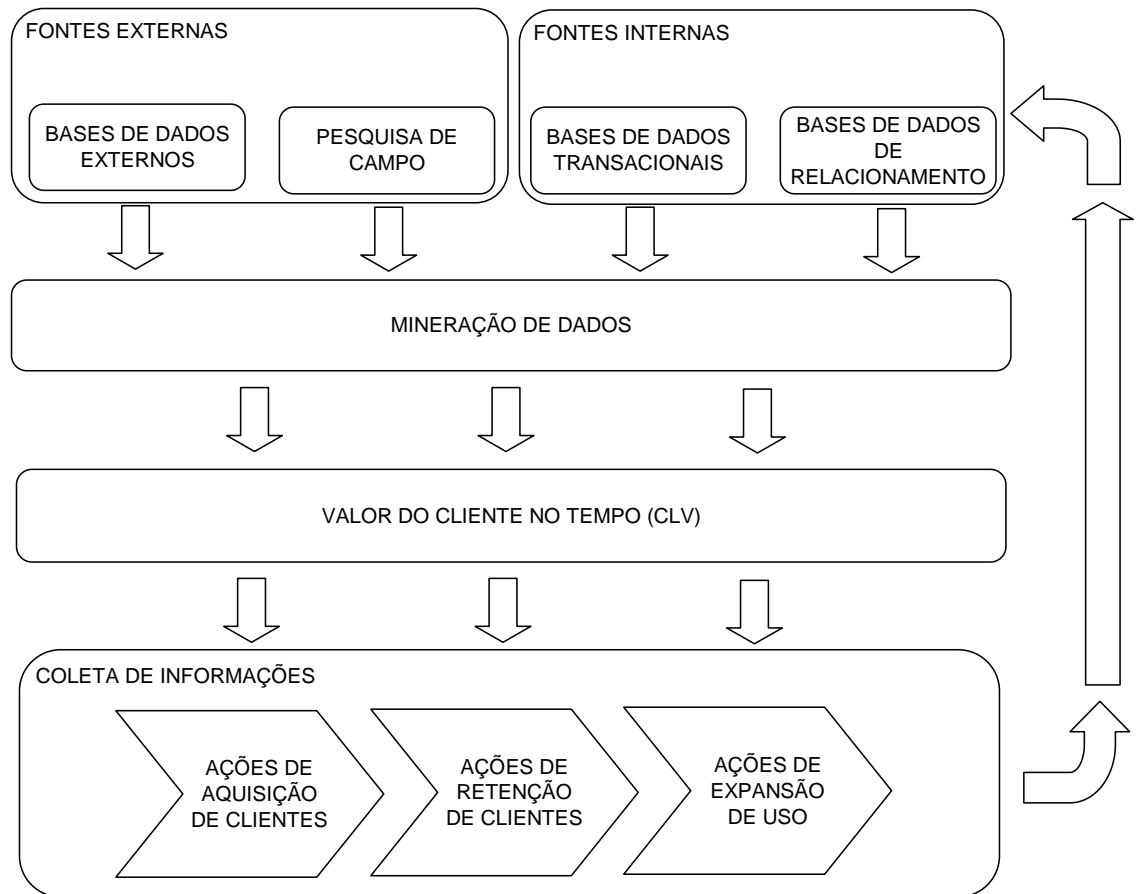 FONTES EXTERNAS
BASES DE DADOS
EXTERNOS
PESQUISA DE
CAMPO
FONTES INTERNAS
BASES DE DADOS
TRANSACIONAIS
BASES DE DADOS
DE
RELACIONAMENTO
MINERAÇÃO DE DADOS
VALOR DO CLIENTE NO TEMPO (CLV)
COLETA DE INFORMAÇÕES
AÇÕES DE
AQUISIÇÃO
DE CLIENTES
AÇÕES DE
RETENÇÃO
DE CLIENTES
AÇÕES DE
EXPANSÃO
DE USO